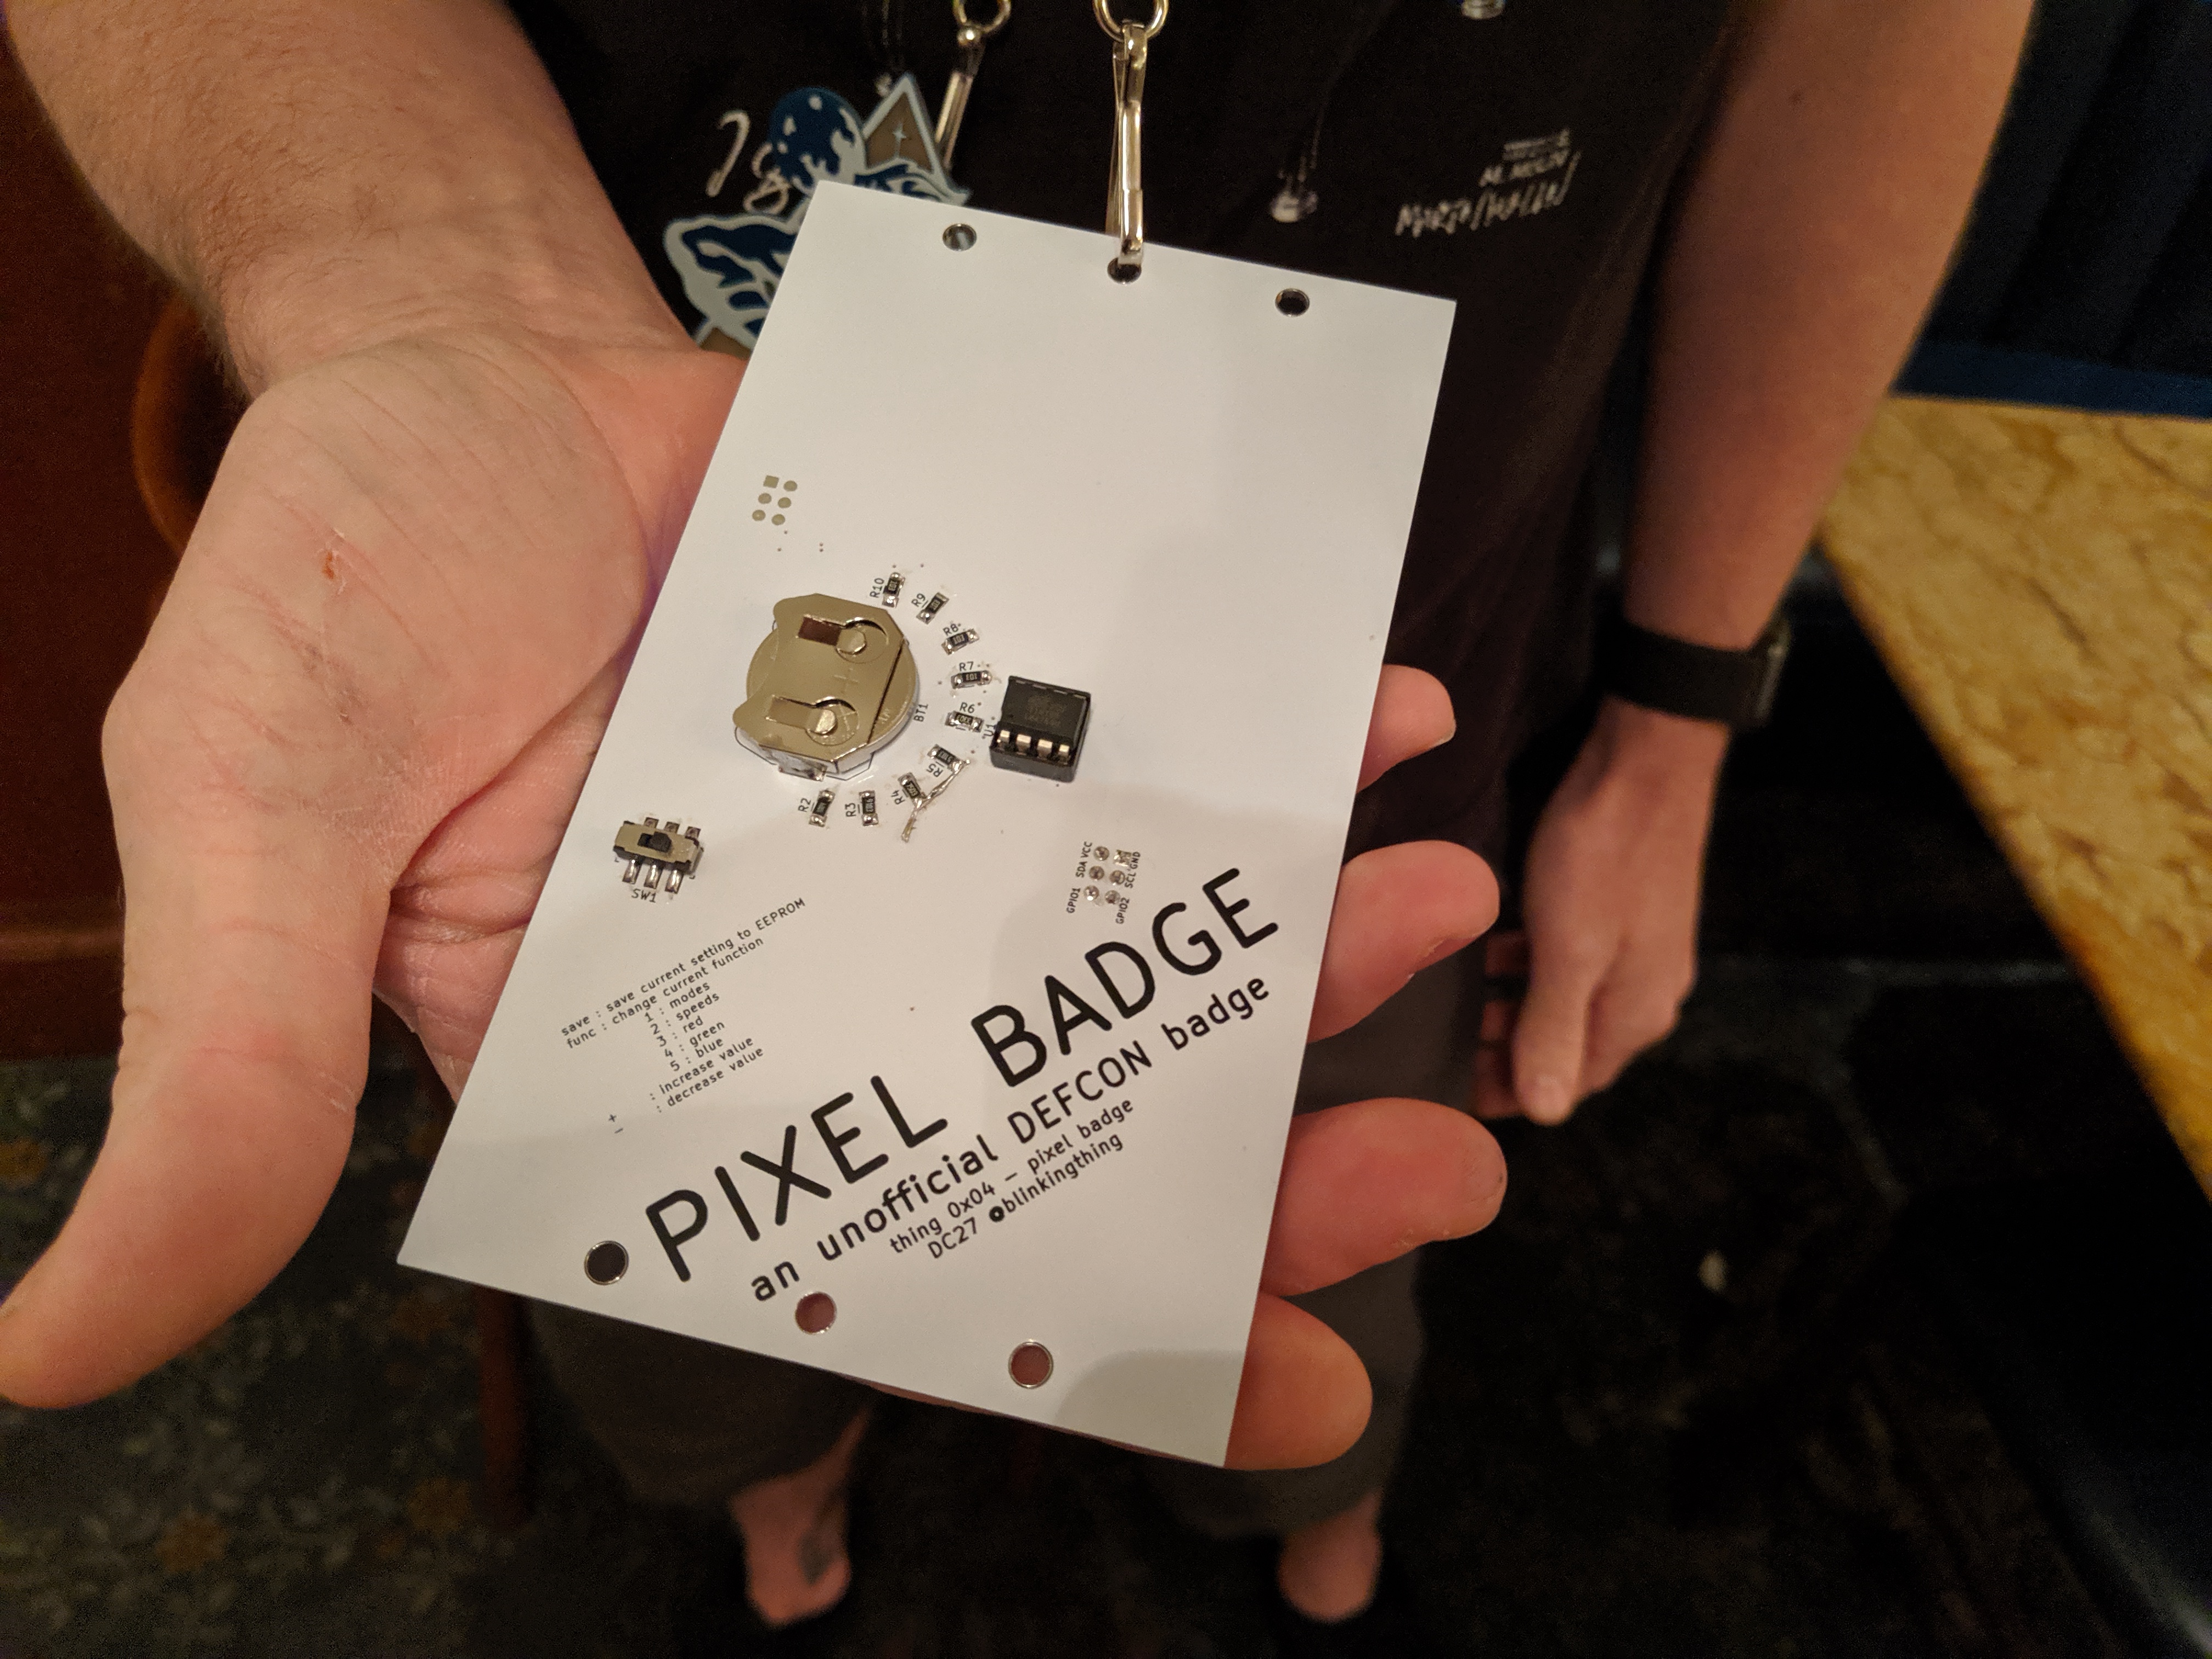 R10
R9
R8
R7
R6
BT1
U1
R5
R4
R3
R2
SW1
SDA VCC
GND
SCL
GPIO1
GPIO2
save : save current setting to EEPROM
func : change current function
1 : modes
2 : speeds
3 : red
4 : green
5 : blue
+ : increase value
- : decrease value
PIXEL BADGE
an unofficial DEFCON badge
thing 0x04 - pixel badge
DC27 @blinkingthing